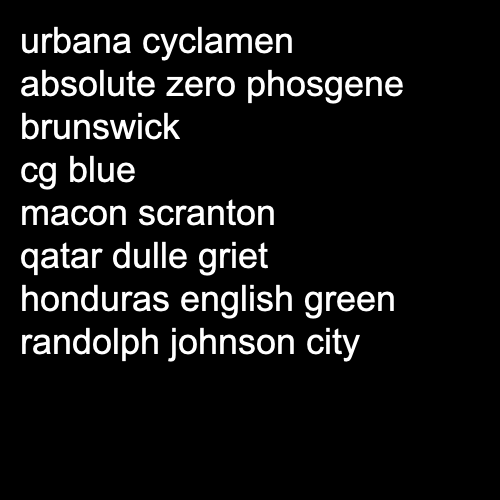 urbana cyclamen
absolute zero phosgene
brunswick
cg blue
macon scranton
qatar dulle griet
honduras english green
randolph johnson city